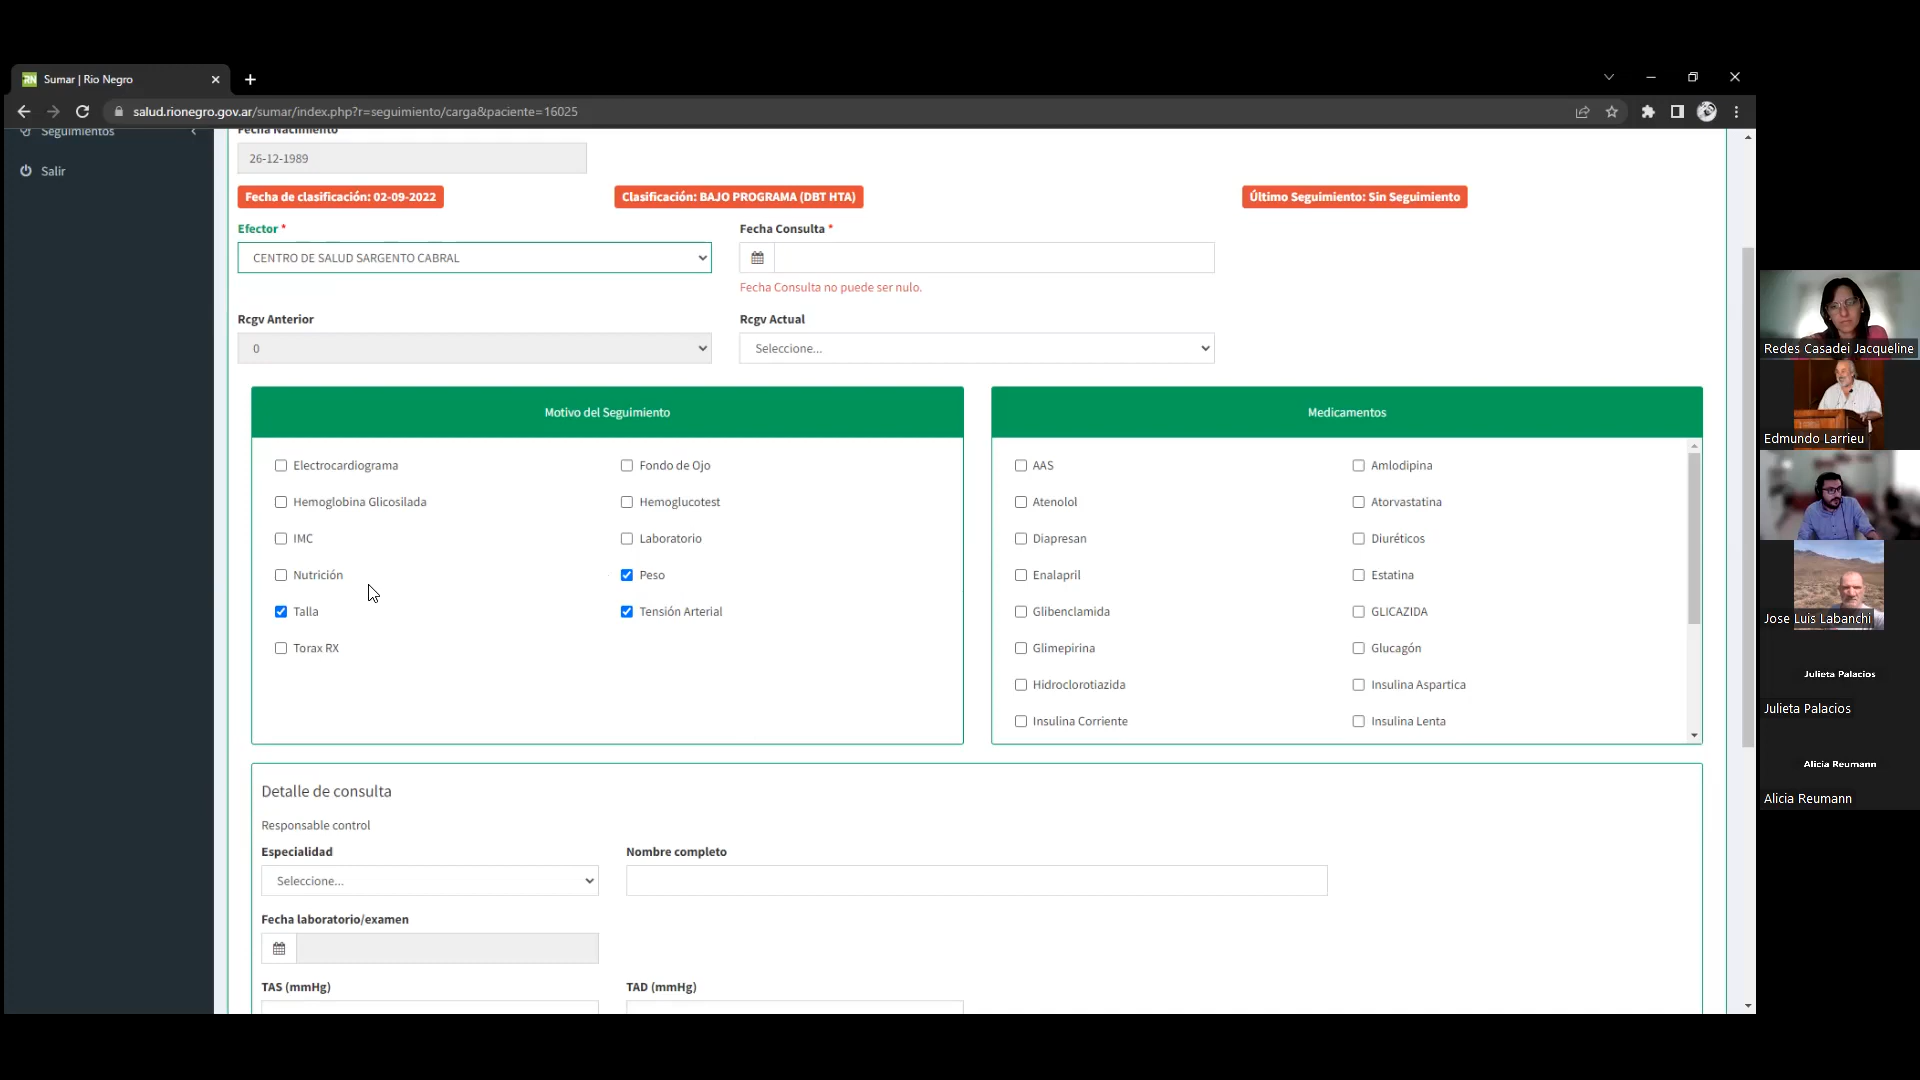 Sumar | Rio Negro
salud.rionegro.gov.ar/sumar/index.php?r=seguimiento/carga&paciente=16025
Seguimientos
Salir
Fecha Nacimiento
26-12-1989
Fecha de clasificación: 02-09-2022
Clasificación: BAJO PROGRAMA (DBT HTA)
Último Seguimiento: Sin Seguimiento
Efector *
Fecha Consulta *
CENTRO DE SALUD SARGENTO CABRAL
Fecha Consulta no puede ser nulo.
Rcgv Anterior
Rcgv Actual
0
Seleccione...
Motivo del Seguimiento
Electrocardiograma
Fondo de Ojo
Hemoglobina Glicosilada
Hemoglucotest
IMC
Laboratorio
Nutrición
Peso
Talla
Tensión Arterial
Torax RX
Medicamentos
AAS
Amlodipina
Atenolol
Atorvastatina
Diapresan
Diuréticos
Enalapril
Estatina
Glibenclamida
GLICAZIDA
Glimepirina
Glucagón
Hidroclorotiazida
Insulina Aspartica
Insulina Corriente
Insulina Lenta
Detalle de consulta
Responsable control
Especialidad
Nombre completo
Seleccione...
Fecha laboratorio/examen
TAS (mmHg)
TAD (mmHg)
Redes Casadei Jacqueline
Edmundo Larrieu
Jose Luis Labanchi
Julieta Palacios
Julieta Palacios
Alicia Reumann
Alicia Reumann